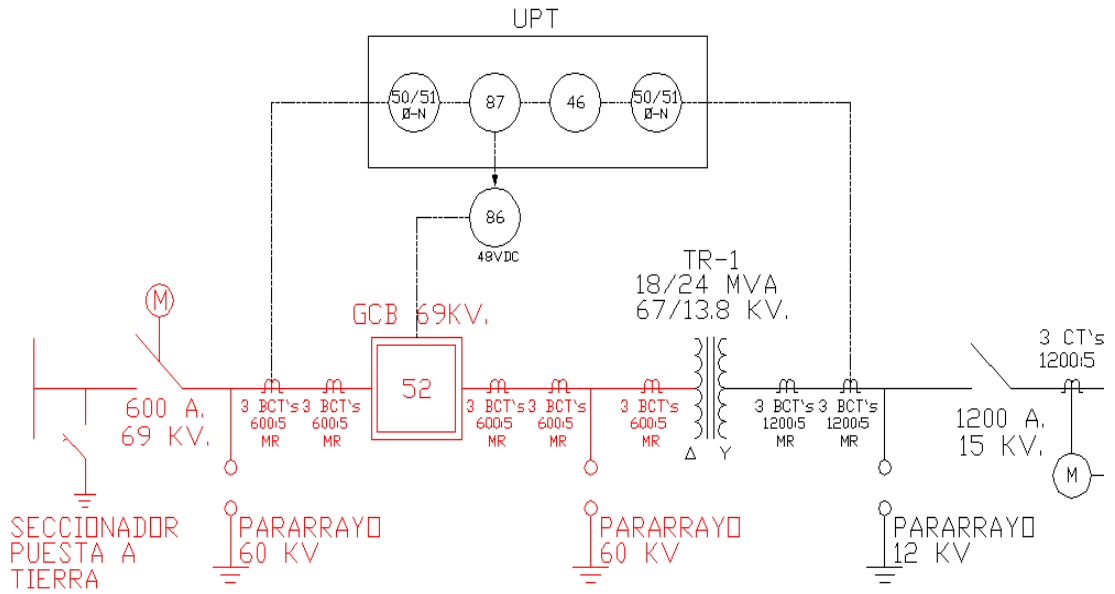 UPT
50/51
Ø-N
87
46
50/51
Ø-N
86
48VDC
TR-1
18/24 MVA
67/13.8 KV.
M
GCB 69KV.
52
600 A.
69 KV.
3 BCT's
600:5
MR
3 BCT's
600:5
MR
3 BCT's
600:5
MR
3 BCT's
600:5
MR
3 BCT's
600:5
MR
Δ Y
3 BCT's
1200:5
MR
3 BCT's
1200:5
MR
1200 A.
15 KV.
3 CT's
1200:5
M
SECCIONADOR
PUESTA A
TIERRA
PARARRAYO
60 KV
PARARRAYO
60 KV
PARARRAYO
12 KV